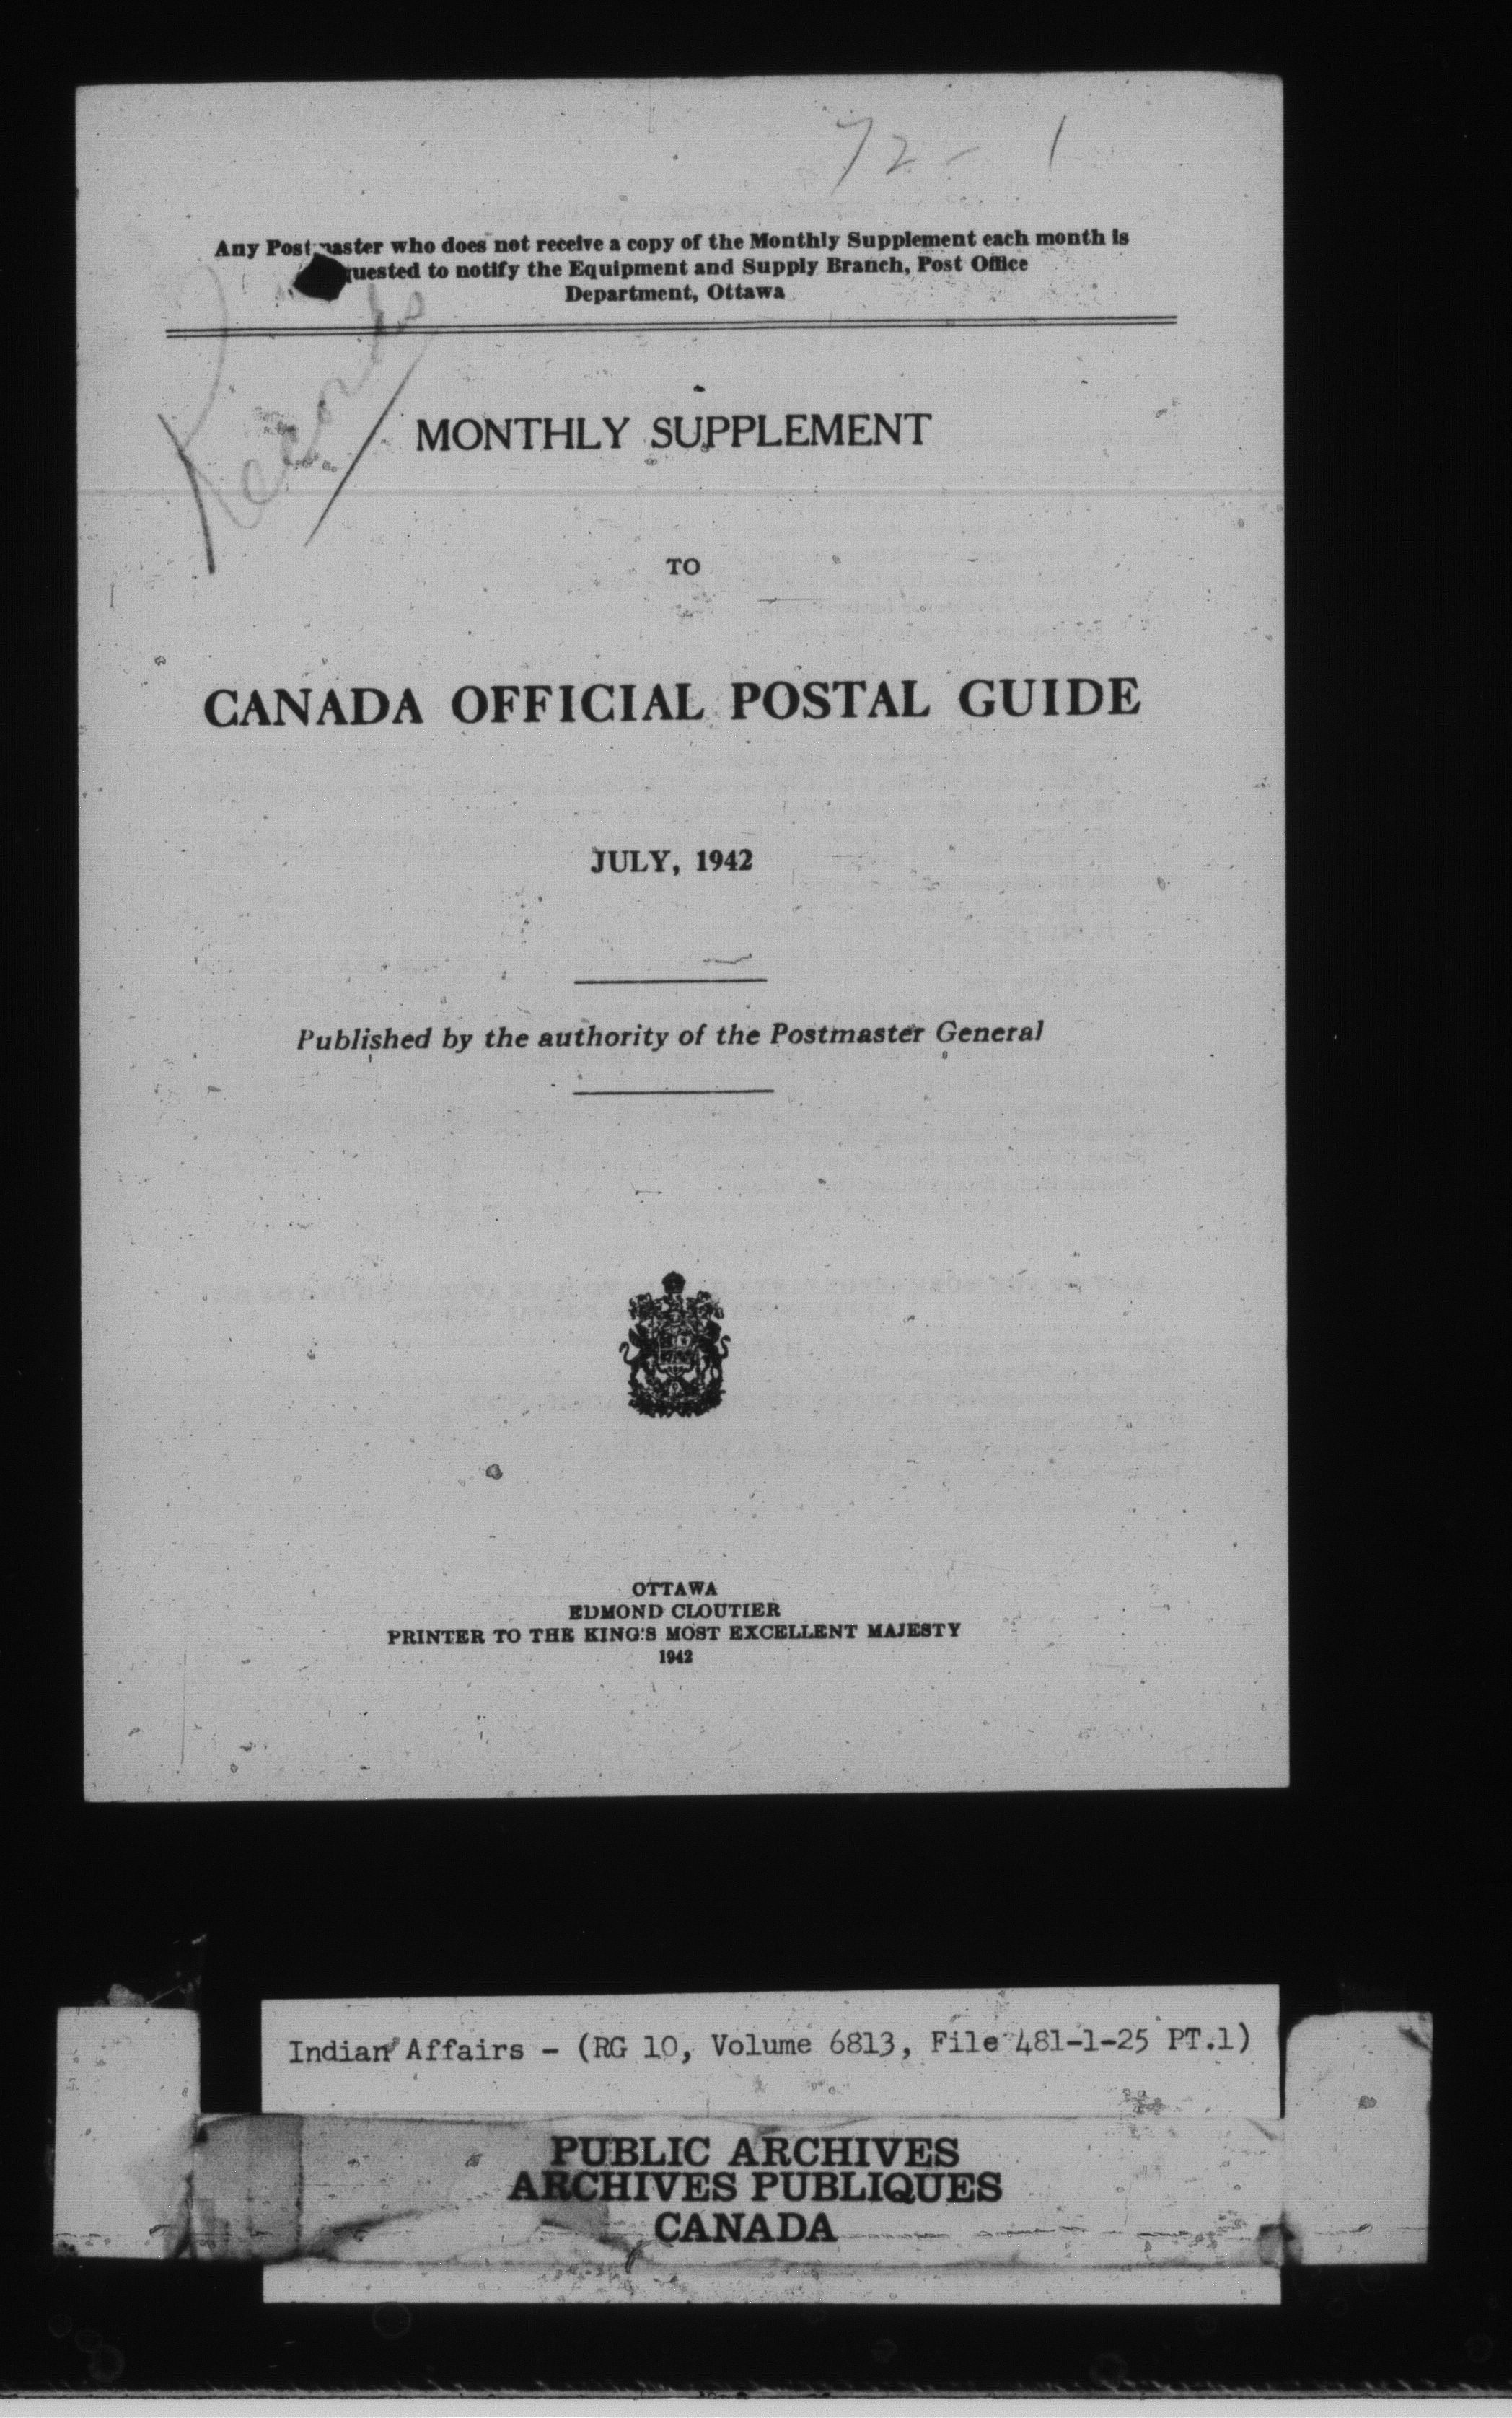 72 - 1
Any Postmaster who does not receive a copy of the Monthly Supplement each month is
quested to notify the Equipment and Supply Branch, Post Office
Department, Ottawa
Records
MONTHLY SUPPLEMENT
TO
CANADA OFFICIAL POSTAL GUIDE
JULY, 1942
Published by the authority of the Postmaster General
OTTAWA
EDMOND CLOUTIER
PRINTER TO THE KING'S MOST EXCELLENT MAJESTY
1942
Indian Affairs - (RG 10, Volume 6813, File 481-1-25 PT.1)
PUBLIC ARCHIVES
ARCHIVES PUBLIQUES
CANADA